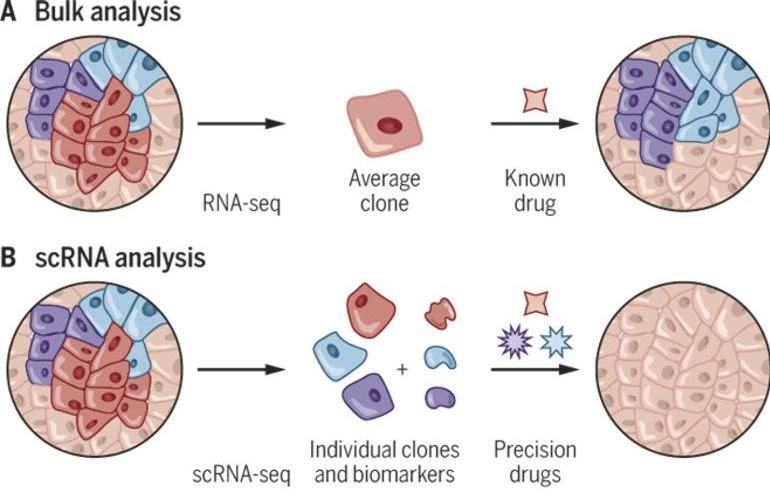 A Bulk analysis
RNA-seq
Average
clone
Known
drug
B scRNA analysis
+
scRNA-seq
Individual clones
and biomarkers
Precision
drugs